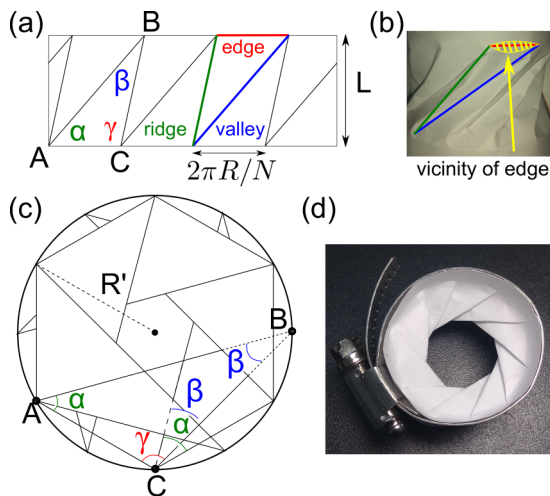 (a)
B
edge
β
L
α
γ
ridge
valley
A
C
2πR/N
(b)
vicinity of edge
(c)
R'
B
β
A
α
β
γ
α
C
(d)